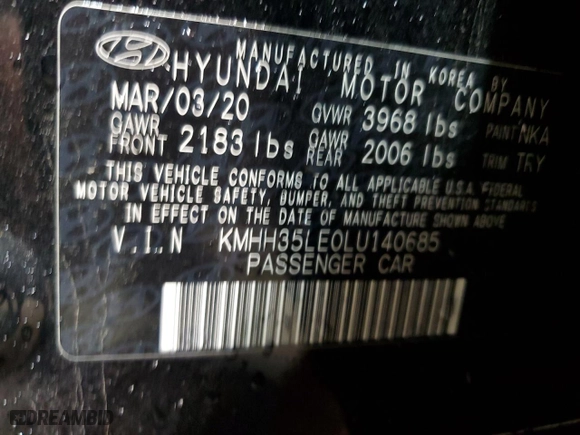 MANUFACTURED IN KOREA BY
HYUNDAI MOTOR COMPANY
MAR/03/20 GVWR 3968 lbs PAINT NKA
GAWR FRONT 2183 lbs GAWR REAR 2006 lbs TRIM TRY
THIS VEHICLE CONFORMS TO ALL APPLICABLE U.S.A. FEDERAL
MOTOR VEHICLE SAFETY, BUMPER, AND THEFT PREVENTION STANDARDS
IN EFFECT ON THE DATE OF MANUFACTURE SHOWN ABOVE.
V.I.N KMHH35LE0LU140685
PASSENGER CAR
DREAMBID